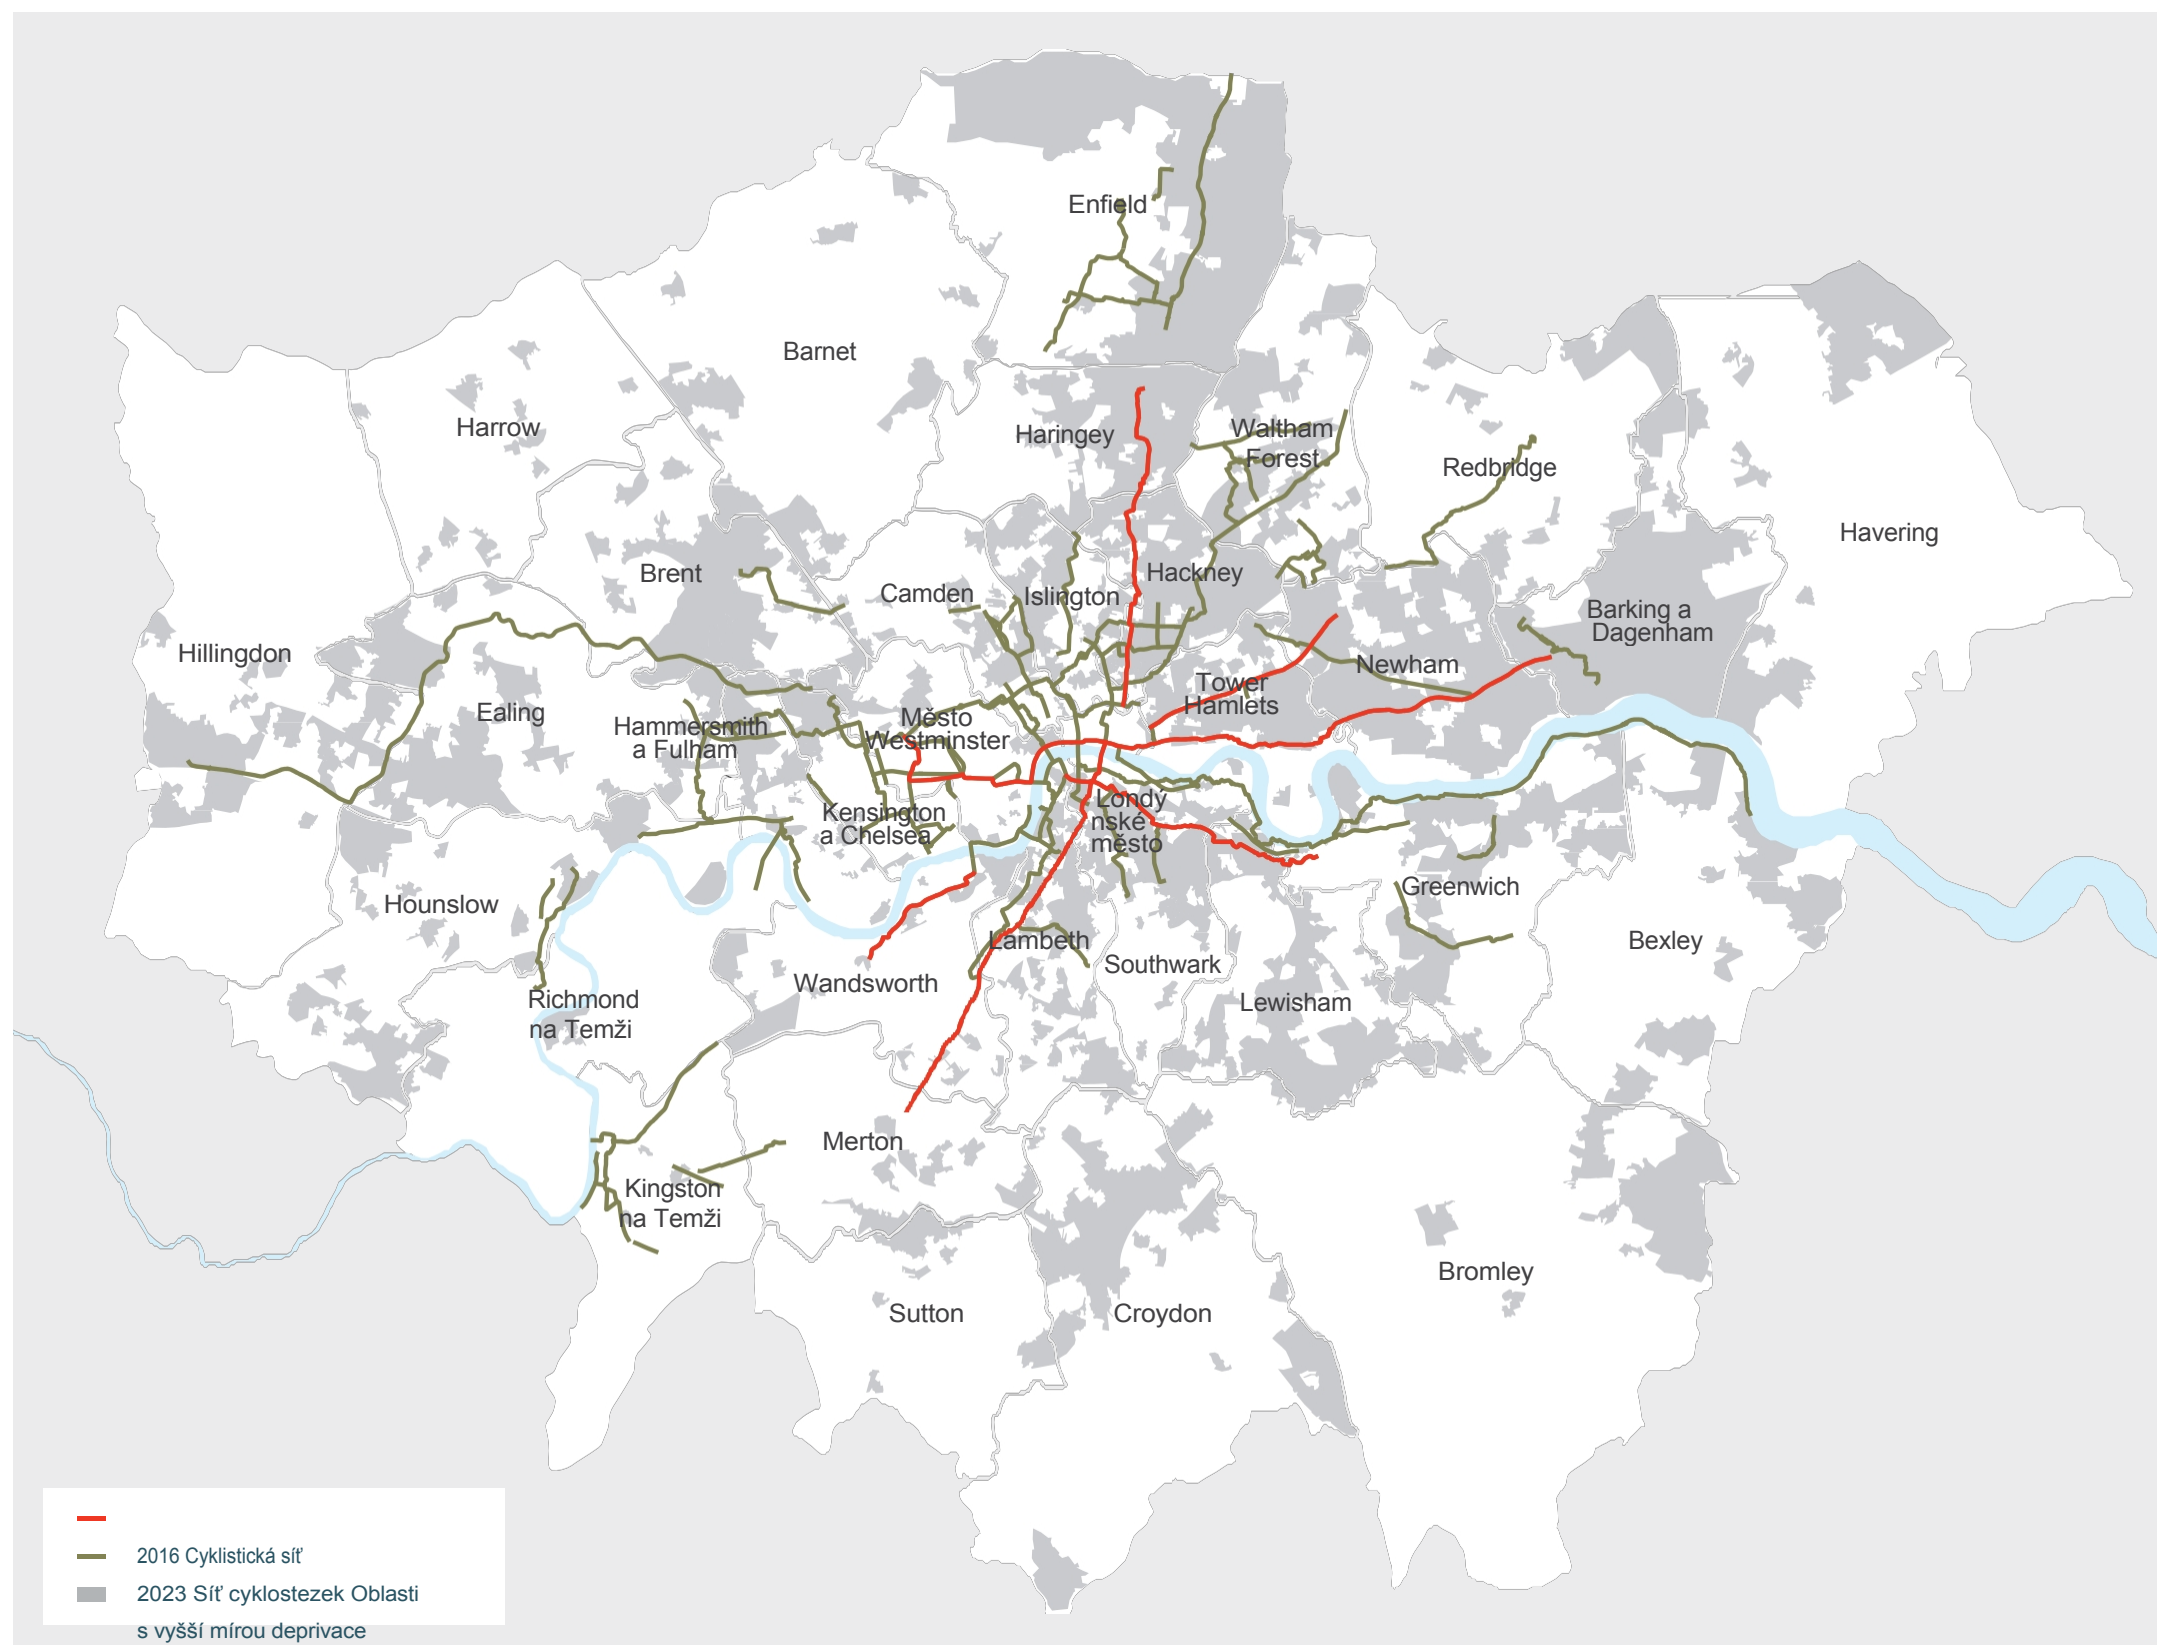 Enfield
Barnet
Harrow
Haringey
Waltham
Forest
Redbridge
Havering
Brent
Camden
Islington
Hackney
Barking a
Dagenham
Hillingdon
Ealing
Hammersmith
a Fulham
Město
Westminster
Tower
Hamlets
Newham
Kensington
a Chelsea
Londý
nské
město
Hounslow
Greenwich
Lambeth
Bexley
Southwark
Wandsworth
Richmond
na Temži
Lewisham
Merton
Kingston
na Temži
Bromley
Sutton
Croydon
2016 Cyklistická síť
2023 Síť cyklostezek Oblasti
s vyšší mírou deprivace